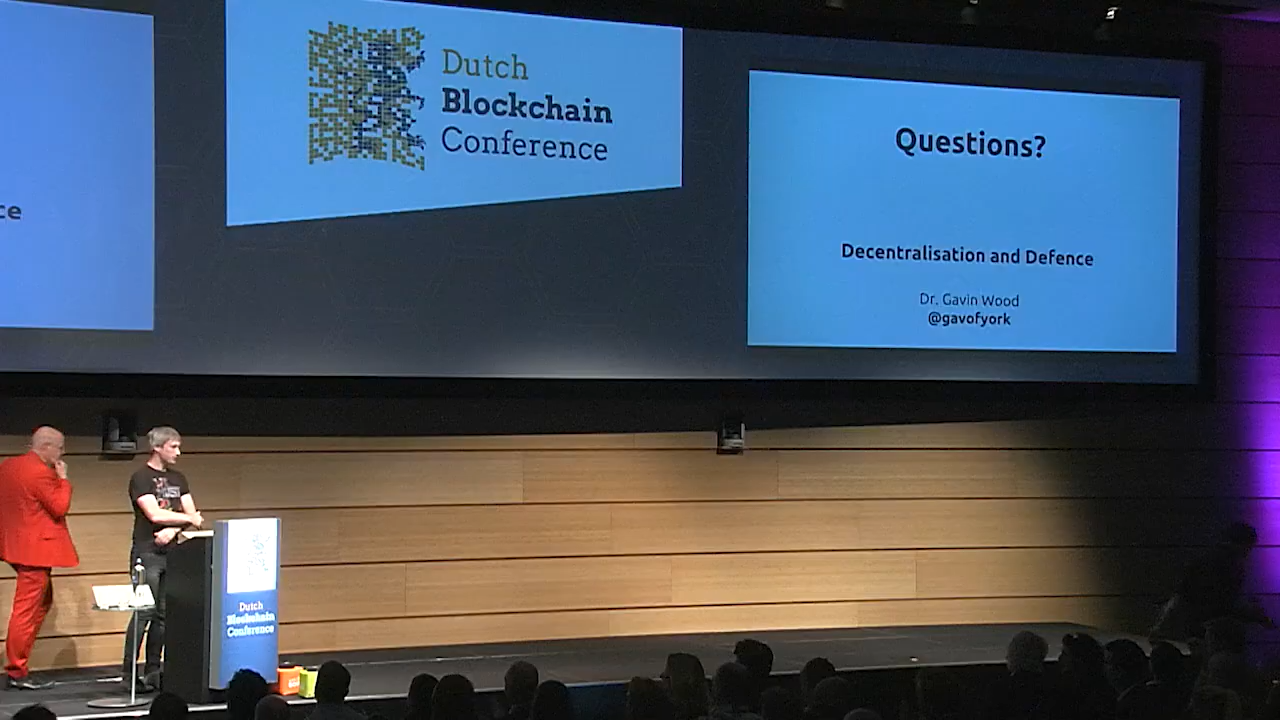 ce
Dutch
Blockchain
Conference
Questions?
Decentralisation and Defence
Dr. Gavin Wood
@gavofyork
Dutch
Blockchain
Conference